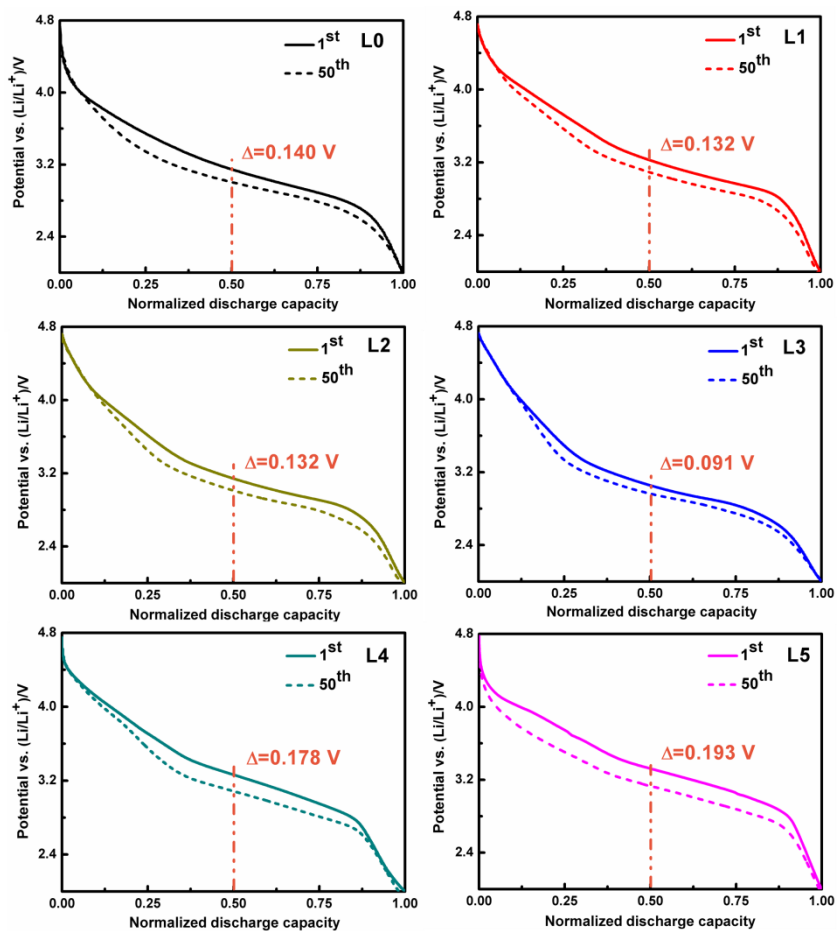 4.8
4.0
3.2
2.4
Potential vs. (Li/Li⁺)/V
1ˢᵗ
50ᵗʰ
L0
Δ=0.140 V
0.00 0.25 0.50 0.75 1.00
Normalized discharge capacity
4.8
4.0
3.2
2.4
Potential vs. (Li/Li⁺)/V
1ˢᵗ
50ᵗʰ
L1
Δ=0.132 V
0.00 0.25 0.50 0.75 1.00
Normalized discharge capacity
4.8
4.0
3.2
2.4
Potential vs. (Li/Li⁺)/V
1ˢᵗ
50ᵗʰ
L2
Δ=0.132 V
0.00 0.25 0.50 0.75 1.00
Normalized discharge capacity
4.8
4.0
3.2
2.4
Potential vs. (Li/Li⁺)/V
1ˢᵗ
50ᵗʰ
L3
Δ=0.091 V
0.00 0.25 0.50 0.75 1.00
Normalized discharge capacity
4.8
4.0
3.2
2.4
Potential vs. (Li/Li⁺)/V
1ˢᵗ
50ᵗʰ
L4
Δ=0.178 V
0.00 0.25 0.50 0.75 1.00
Normalized discharge capacity
4.8
4.0
3.2
2.4
Potential vs. (Li/Li⁺)/V
1ˢᵗ
50ᵗʰ
L5
Δ=0.193 V
0.00 0.25 0.50 0.75 1.00
Normalized discharge capacity